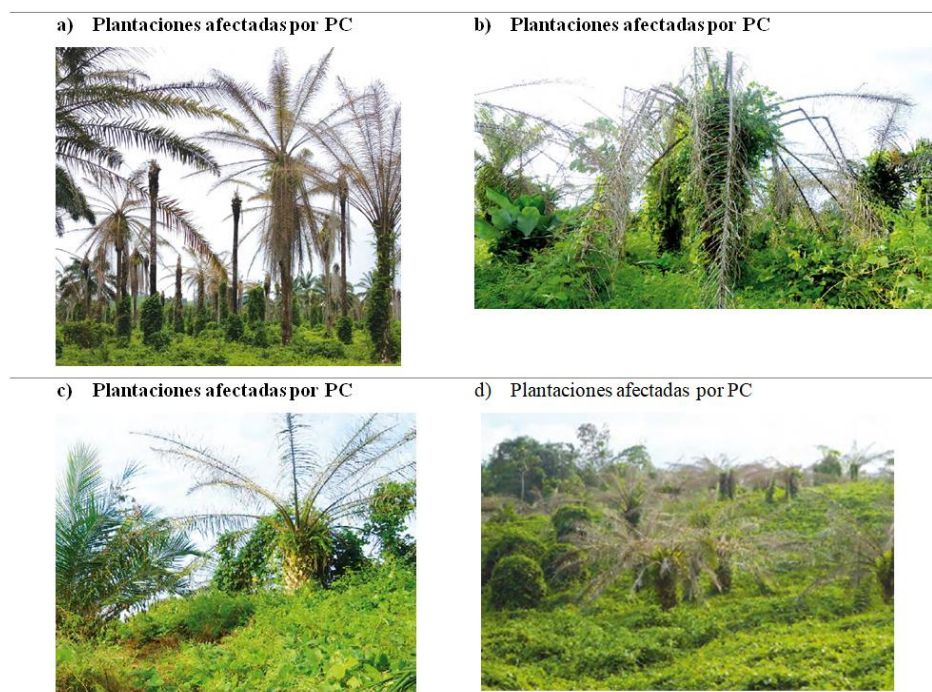 a) Plantaciones afectadas por PC
b) Plantaciones afectadas por PC
c) Plantaciones afectadas por PC
d) Plantaciones afectadas por PC